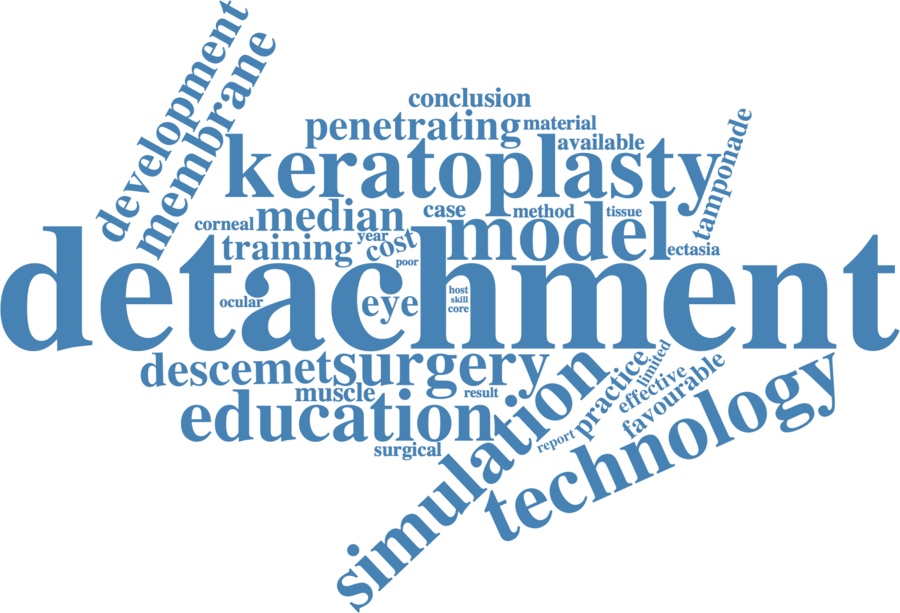 development
membrane
conclusion
penetrating
material
available
keratoplasty
tamponade
corneal
median
case
method
tissue
training
year
cost
poor
model
ectasia
detachment
ocular
eye
host
skill
core
descemet
surgery
muscle
result
education
surgical
simulation
report
practice
limited
effective
favourable
technology